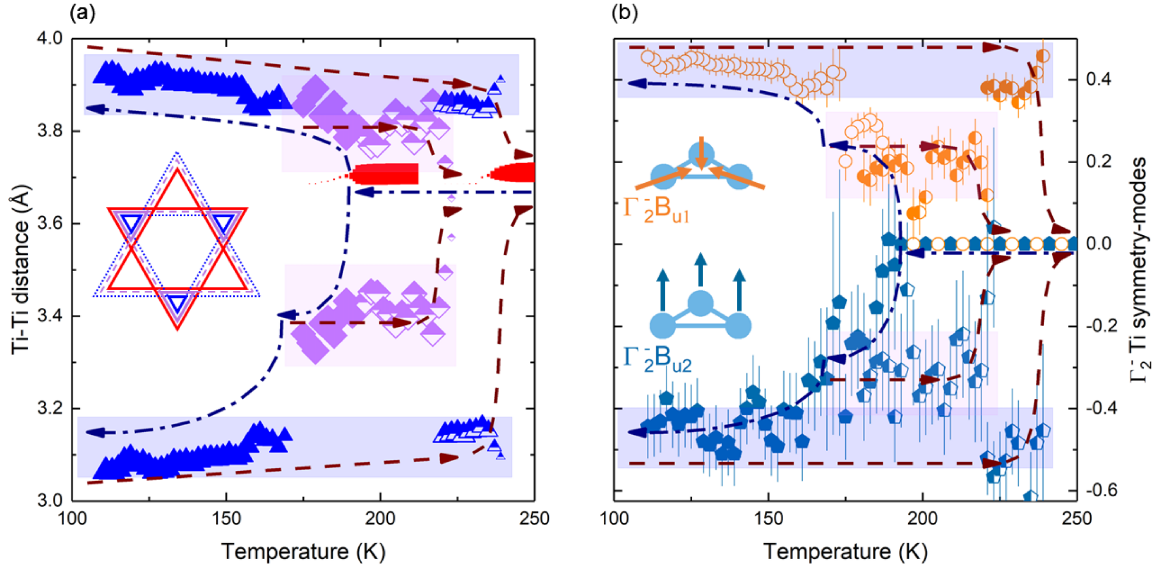 (a)
4.0
3.8
3.6
3.4
3.2
3.0
Ti-Ti distance (Å)
100
150
200
250
Temperature (K)
(b)
Γ₂⁻B_u1
Γ₂⁻B_u2
0.4
0.2
0.0
-0.2
-0.4
-0.6
Γ₂⁻ Ti symmetry-modes
100
150
200
250
Temperature (K)